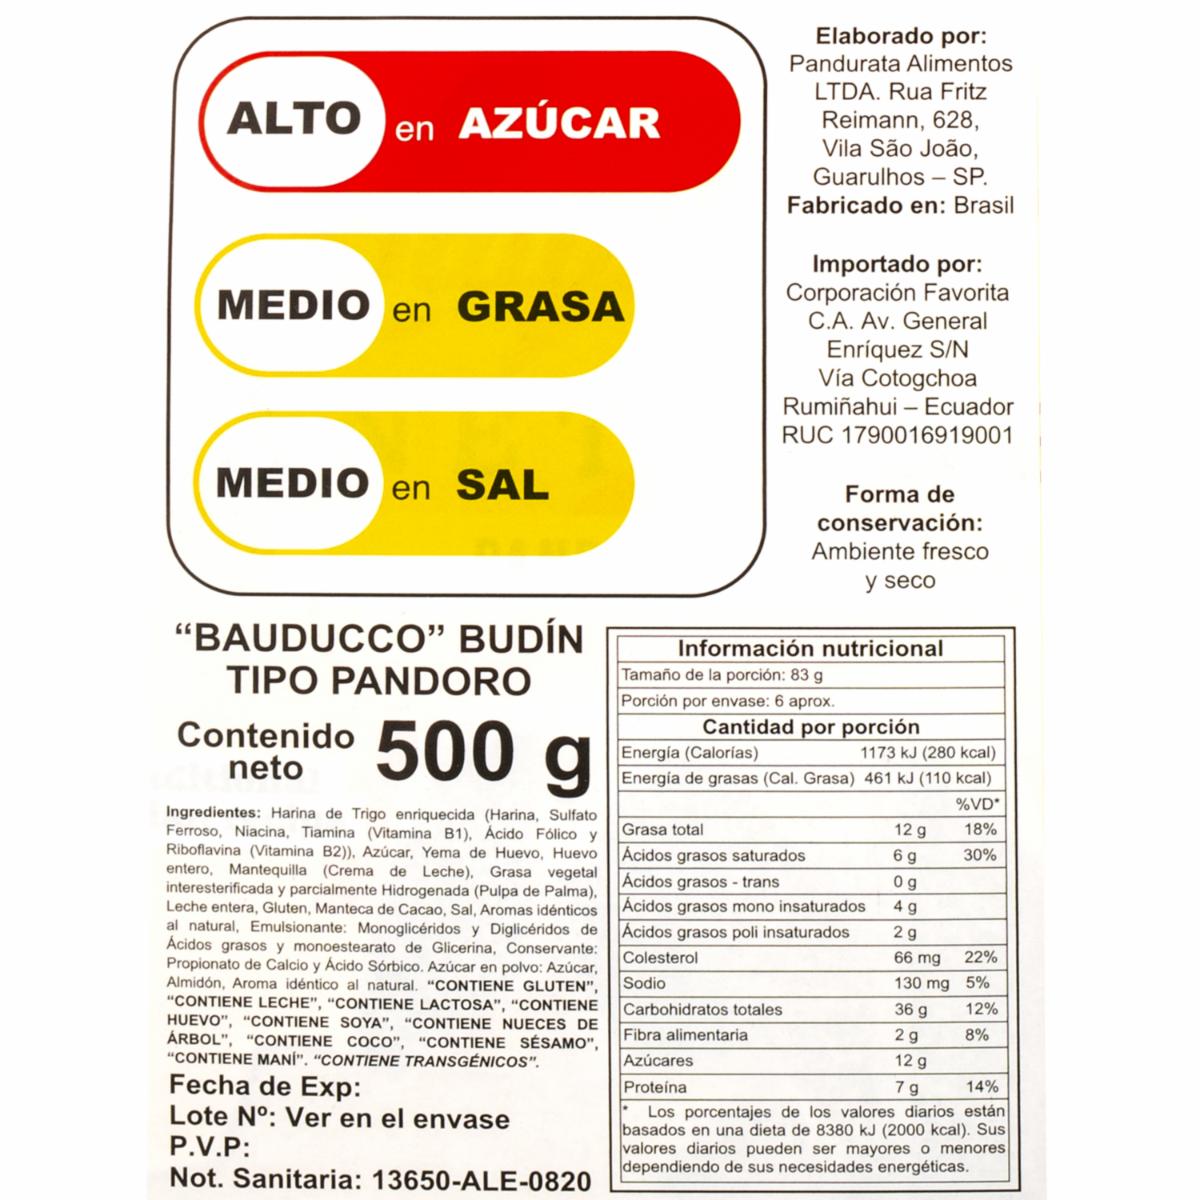 ALTO en AZÚCAR
MEDIO en GRASA
MEDIO en SAL
Elaborado por:
Pandurata Alimentos
LTDA. Rua Fritz
Reimann, 628,
Vila São João,
Guarulhos – SP.
Fabricado en: Brasil
Importado por:
Corporación Favorita
C.A. Av. General
Enríquez S/N
Vía Cotogchoa
Rumiñahui – Ecuador
RUC 1790016919001
Forma de
conservación:
Ambiente fresco
y seco
“BAUDUCCO” BUDÍN
TIPO PANDORO
Contenido
neto 500 g
Ingredientes: Harina de Trigo enriquecida (Harina, Sulfato
Ferroso, Niacina, Tiamina (Vitamina B1), Ácido Fólico y
Riboflavina (Vitamina B2)), Azúcar, Yema de Huevo, Huevo
entero, Mantequilla (Crema de Leche), Grasa vegetal
interesterificada y parcialmente Hidrogenada (Pulpa de Palma),
Leche entera, Gluten, Manteca de Cacao, Sal, Aromas idénticos
al natural, Emulsionante: Monoglicéridos y Diglicéridos de
Ácidos grasos y monoestearato de Glicerina, Conservante:
Propionato de Calcio y Ácido Sórbico. Azúcar en polvo: Azúcar,
Almidón, Aroma idéntico al natural. “CONTIENE GLUTEN”,
“CONTIENE LECHE”, “CONTIENE LACTOSA”, “CONTIENE
HUEVO”, “CONTIENE SOYA”, “CONTIENE NUECES DE
ÁRBOL”, “CONTIENE COCO”, “CONTIENE SÉSAMO”,
“CONTIENE MANÍ”. “CONTIENE TRANSGÉNICOS”.
Fecha de Exp:
Lote Nº: Ver en el envase
P.V.P:
Not. Sanitaria: 13650-ALE-0820
Información nutricional
Tamaño de la porción: 83 g
Porción por envase: 6 aprox.
Cantidad por porción
Energía (Calorías) 1173 kJ (280 kcal)
Energía de grasas (Cal. Grasa) 461 kJ (110 kcal)
%VD*
Grasa total 12 g 18%
Ácidos grasos saturados 6 g 30%
Ácidos grasos - trans 0 g
Ácidos grasos mono insaturados 4 g
Ácidos grasos poli insaturados 2 g
Colesterol 66 mg 22%
Sodio 130 mg 5%
Carbohidratos totales 36 g 12%
Fibra alimentaria 2 g 8%
Azúcares 12 g
Proteína 7 g 14%
* Los porcentajes de los valores diarios están
basados en una dieta de 8380 kJ (2000 kcal). Sus
valores diarios pueden ser mayores o menores
dependiendo de sus necesidades energéticas.